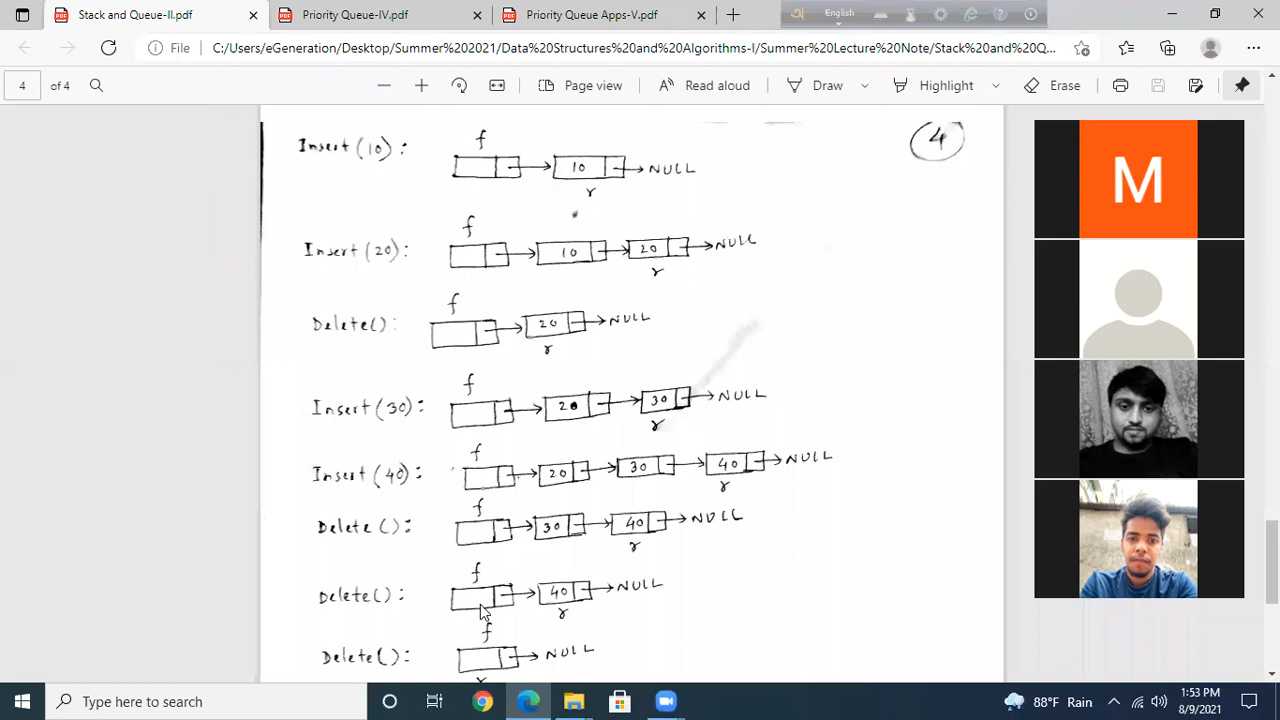 Stack and Qiueue-II.pdf
Priority Queue-IV.pdf
Priority Queue Apps-V.pdf
English
File
C:/Users/eGeneration/Desktop/Summer%202021/Data%20Structures%20and%20Algorithms-I/Summer%20Lecture%20Note/Stack%20and%20Q...
4 of 4
Page view
Read aloud
Draw
Highlight
Erase
4
Insert(10): f 10 r NULL
Insert(20): f 10 20 r NULL
Delete(): f 20 r NULL
Insert(30): f 20 30 r NULL
Insert(40): f 20 30 40 r NULL
Delete(): f 30 40 r NULL
Delete(): f 40 r NULL
Delete(): f NULL
M
Type here to search
88°F Rain
1:53 PM
8/9/2021